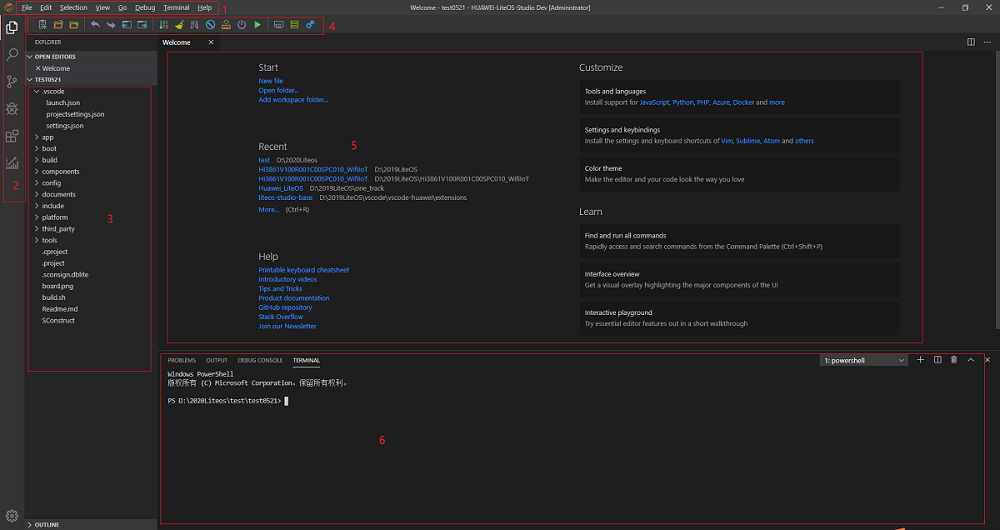 File Edit Selection View Go Debug Terminal Help 1
Welcome - test0521 - HUAWEI-LiteOS-Studio Dev [Administrator]
4
EXPLORER
OPEN EDITORS
Welcome
TEST0521
.vscode
launch.json
projectsettings.json
settings.json
app
boot
build
components
config
documents
include
platform
third_party
tools
.cproject
.project
.sconsign.dblite
board.png
build.sh
Readme.md
SConstruct
OUTLINE
2
3
Welcome
Start
New file
Open folder...
Add workspace folder...
Recent
5
test D:\2020Liteos
Hi3861V100R001C00SPC010_WifiIoT D:\2019LiteOS
Hi3861V100R001C00SPC010_WifiIoT D:\2019LiteOS\Hi3861V100R001C00SPC010_WifiIoT
Huawei_LiteOS D:\2019LiteOS\one_track
liteos-studio-base D:\2019LiteOS\vscode\vscode-huawei\extensions
More... (Ctrl+R)
Help
Printable keyboard cheatsheet
Introductory videos
Tips and Tricks
Product documentation
GitHub repository
Stack Overflow
Join our Newsletter
Customize
Tools and languages
Install support for JavaScript, Python, PHP, Azure, Docker and more
Settings and keybindings
Install the settings and keyboard shortcuts of Vim, Sublime, Atom and others
Color theme
Make the editor and your code look the way you love
Learn
Find and run all commands
Rapidly access and search commands from the Command Palette (Ctrl+Shift+P)
Interface overview
Get a visual overlay highlighting the major components of the UI
Interactive playground
Try essential editor features out in a short walkthrough
PROBLEMS OUTPUT DEBUG CONSOLE TERMINAL
1: powershell
Windows PowerShell
版权所有 (C) Microsoft Corporation。保留所有权利。
PS D:\2020Liteos\test\test0521>
6